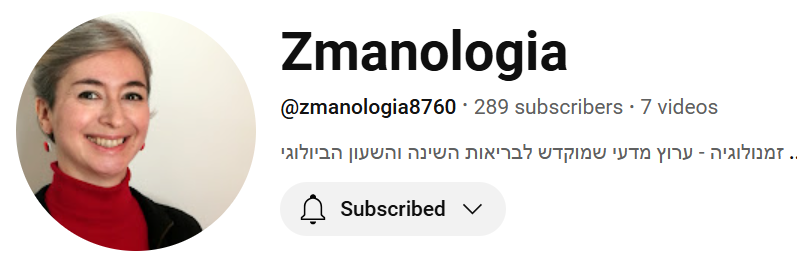 Zmanologia
@zmanologia8760 · 289 subscribers · 7 videos
זמנולוגיה - ערוץ מדעי שמוקדש לבריאות השינה והשעון הביולוגי ..
Subscribed